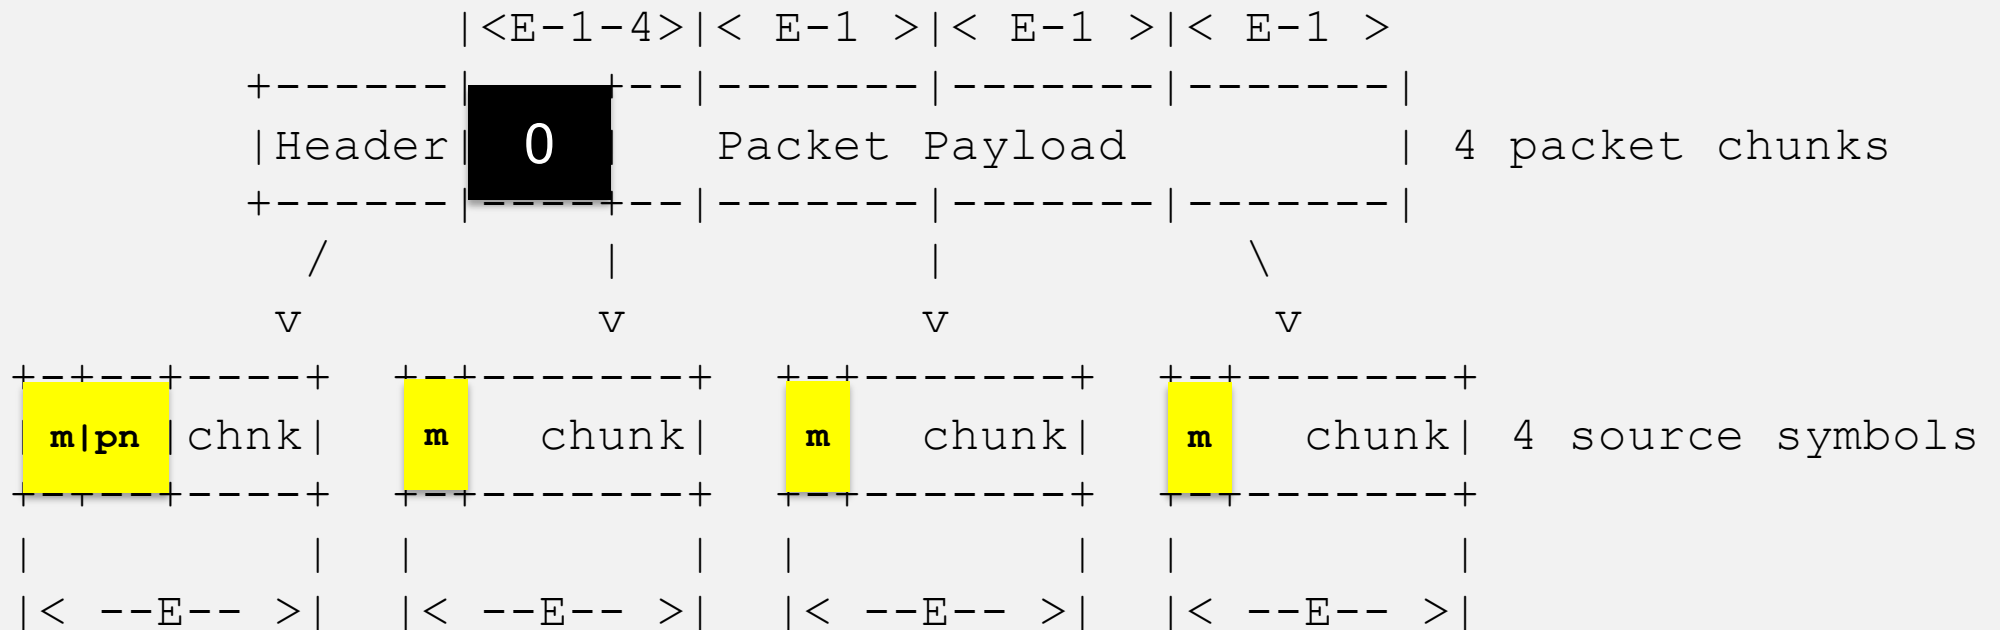 |<E-1-4>|< E-1 >|< E-1 >|< E-1 >
+------| +--|-------|-------|-------|
|Header| 0 | Packet Payload | 4 packet chunks
+------|----+--|-------|-------|-------|
/ | | \
v v v v
+-+--+----+ +-+-------+ +-+-------+ +-+-------+
m|pn |chnk| m chunk| m chunk| m chunk| 4 source symbols
+-+--+----+ +-+-------+ +-+-------+ +-+-------+
| | | | | | | |
|< --E-- >| |< --E-- >| |< --E-- >| |< --E-- >|